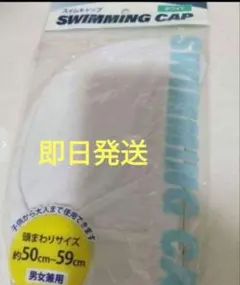 スイムキャップ
ホワイト
SWIMMING CAP
SWIMMING CA
即日発送
子供から大人まで使用できます
頭まわりサイズ
約50cm~59cm
男女兼用